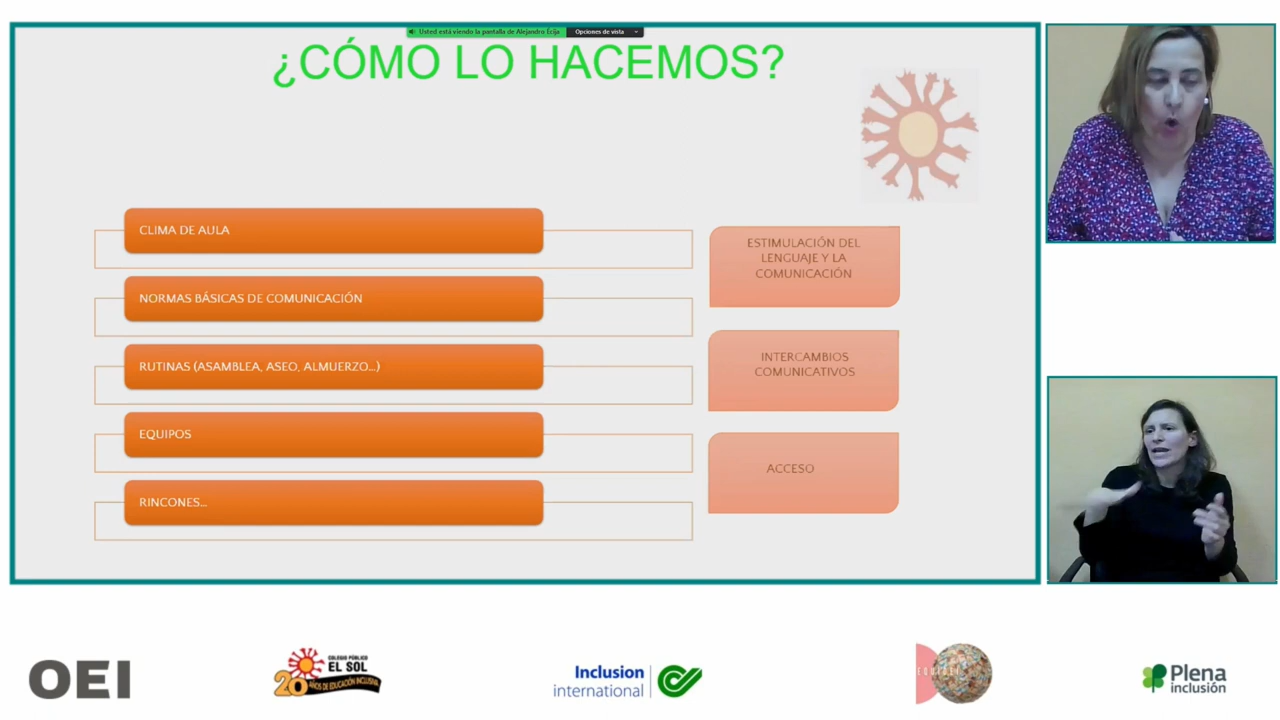 Usted está viendo la pantalla de Alejandro Écija
Opciones de vista
¿CÓMO LO HACEMOS?
CLIMA DE AULA
NORMAS BÁSICAS DE COMUNICACIÓN
RUTINAS (ASAMBLEA, ASEO, ALMUERZO...)
EQUIPOS
RINCONES...
ESTIMULACIÓN DEL
LENGUAJE Y LA
COMUNICACIÓN
INTERCAMBIOS
COMUNICATIVOS
ACCESO
OEI
COLEGIO PÚBLICO
EL SOL
20 AÑOS DE EDUCACIÓN INCLUSIVA
Inclusion
international
Plena
inclusión